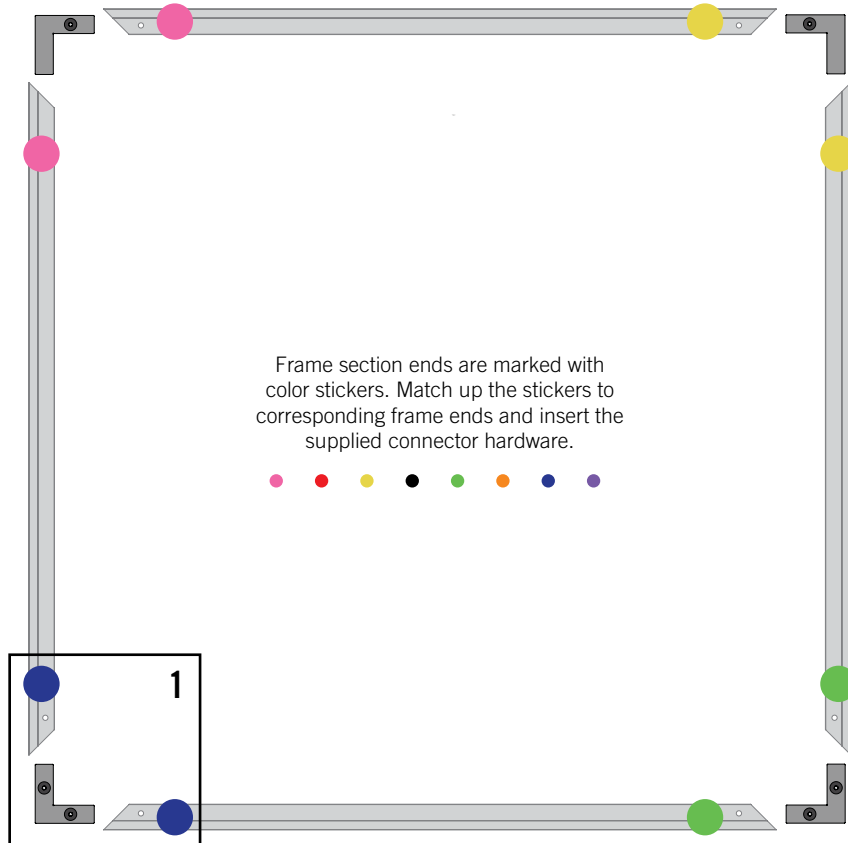 Frame section ends are marked with
color stickers. Match up the stickers to
corresponding frame ends and insert the
supplied connector hardware.
1